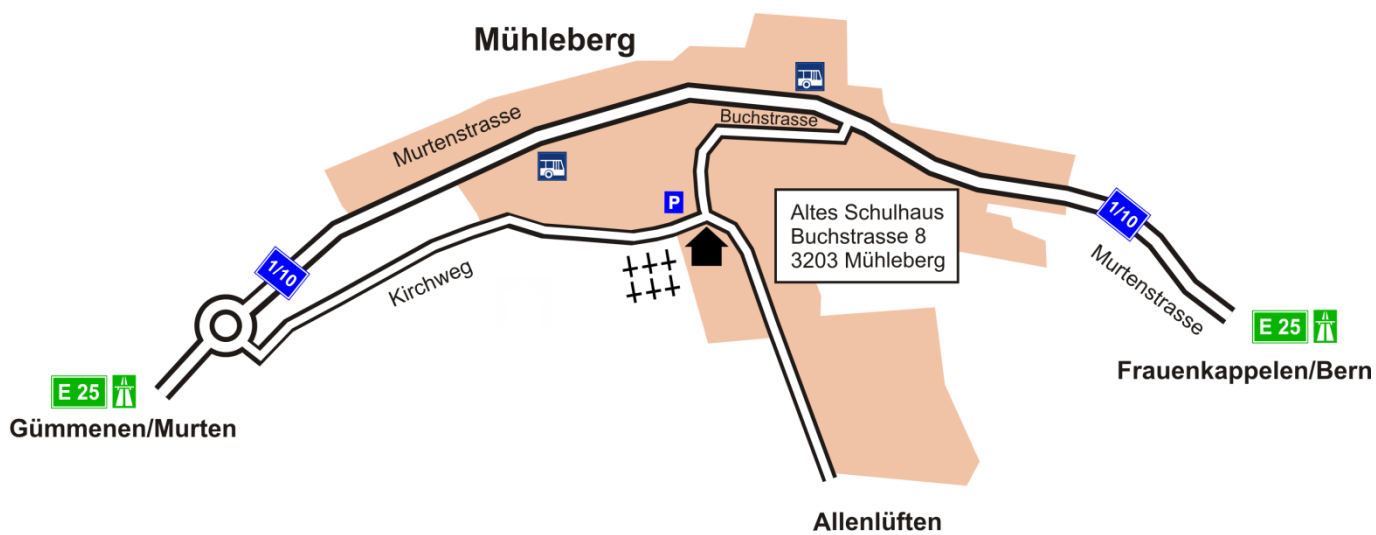 Mühleberg
Murtenstrasse
Buchstrasse
P
Altes Schulhaus
Buchstrasse 8
3203 Mühleberg
1/10
Murtenstrasse
1/10
Kirchweg
E 25
Frauenkappelen/Bern
E 25
Gümmenen/Murten
Allenlüften